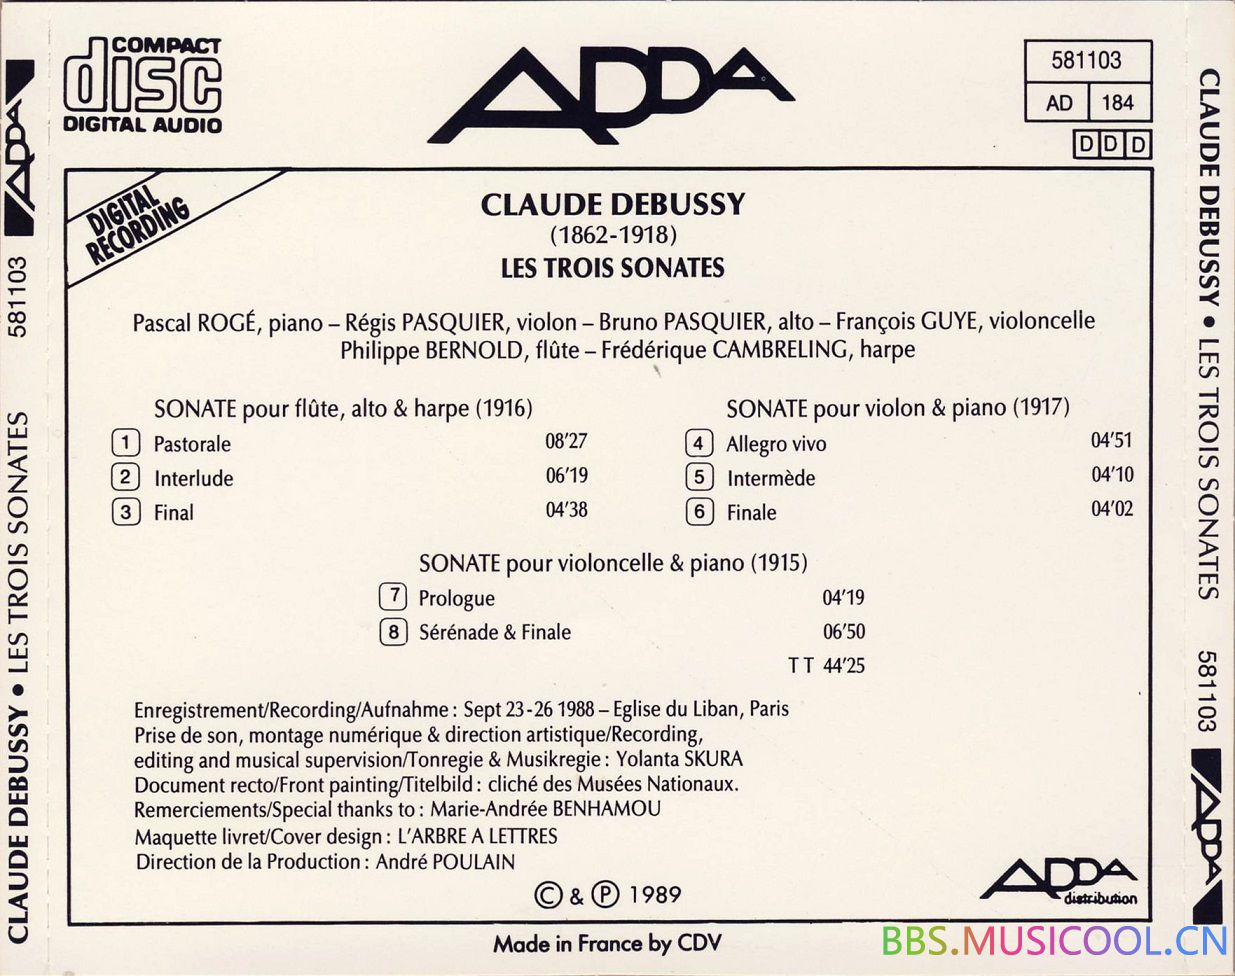 COMPACT
disc
DIGITAL AUDIO
ADDA
581103
AD 184
D D D
DIGITAL
RECORDING
CLAUDE DEBUSSY
(1862-1918)
LES TROIS SONATES
Pascal ROGÉ, piano – Régis PASQUIER, violon – Bruno PASQUIER, alto – François GUYE, violoncelle
Philippe BERNOLD, flûte – Frédérique CAMBRELING, harpe
SONATE pour flûte, alto & harpe (1916)
1 Pastorale 08'27
2 Interlude 06'19
3 Final 04'38
SONATE pour violon & piano (1917)
4 Allegro vivo 04'51
5 Intermède 04'10
6 Finale 04'02
SONATE pour violoncelle & piano (1915)
7 Prologue 04'19
8 Sérénade & Finale 06'50
TT 44'25
Enregistrement/Recording/Aufnahme : Sept 23-26 1988 – Eglise du Liban, Paris
Prise de son, montage numérique & direction artistique/Recording,
editing and musical supervision/Tonregie & Musikregie : Yolanta SKURA
Document recto/Front painting/Titelbild : cliché des Musées Nationaux.
Remerciements/Special thanks to : Marie-Andrée BENHAMOU
Maquette livret/Cover design : L'ARBRE A LETTRES
Direction de la Production : André POULAIN
© & ℗ 1989
ADDA
distribution
Made in France by CDV
BBS.MUSICOOL.CN
CLAUDE DEBUSSY • LES TROIS SONATES 581103 ADDA
CLAUDE DEBUSSY • LES TROIS SONATES 581103 ADDA